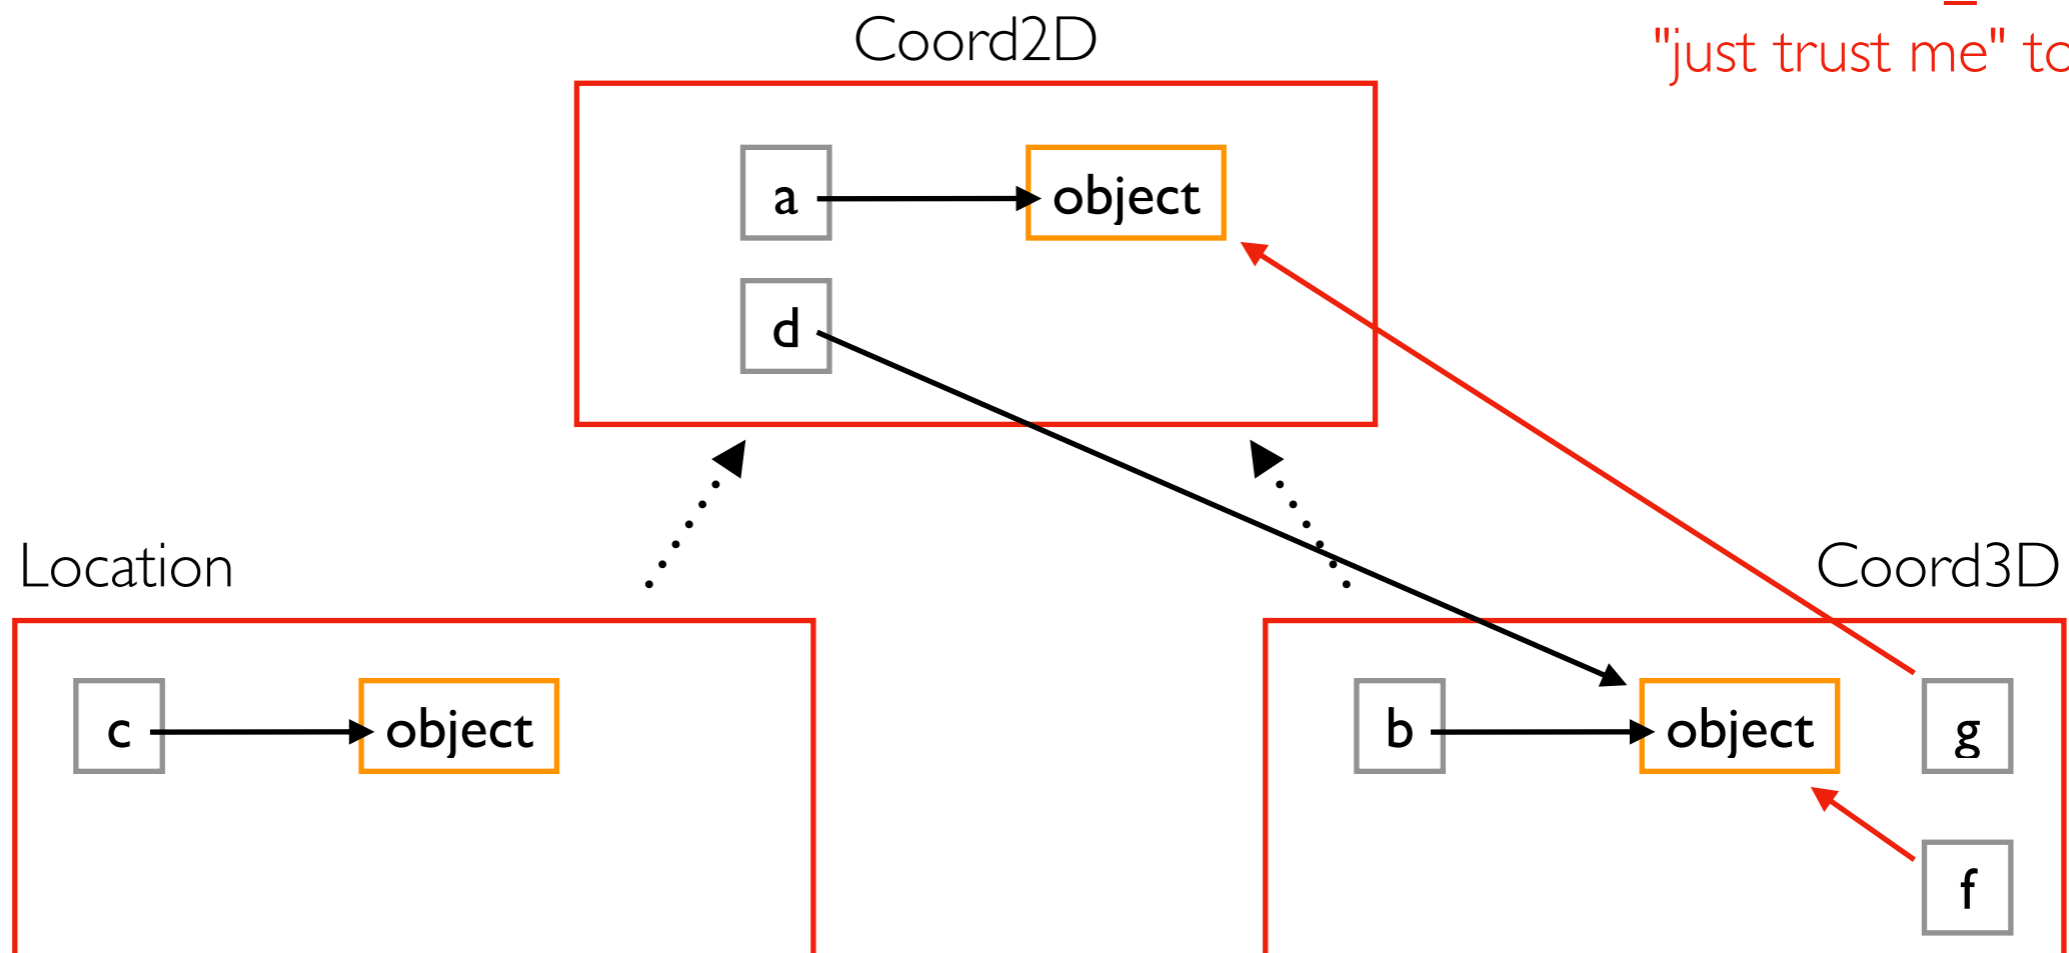 Coord2D
"just trust me" to
a
object
d
Location
Coord3D
c
object
b
object
g
f